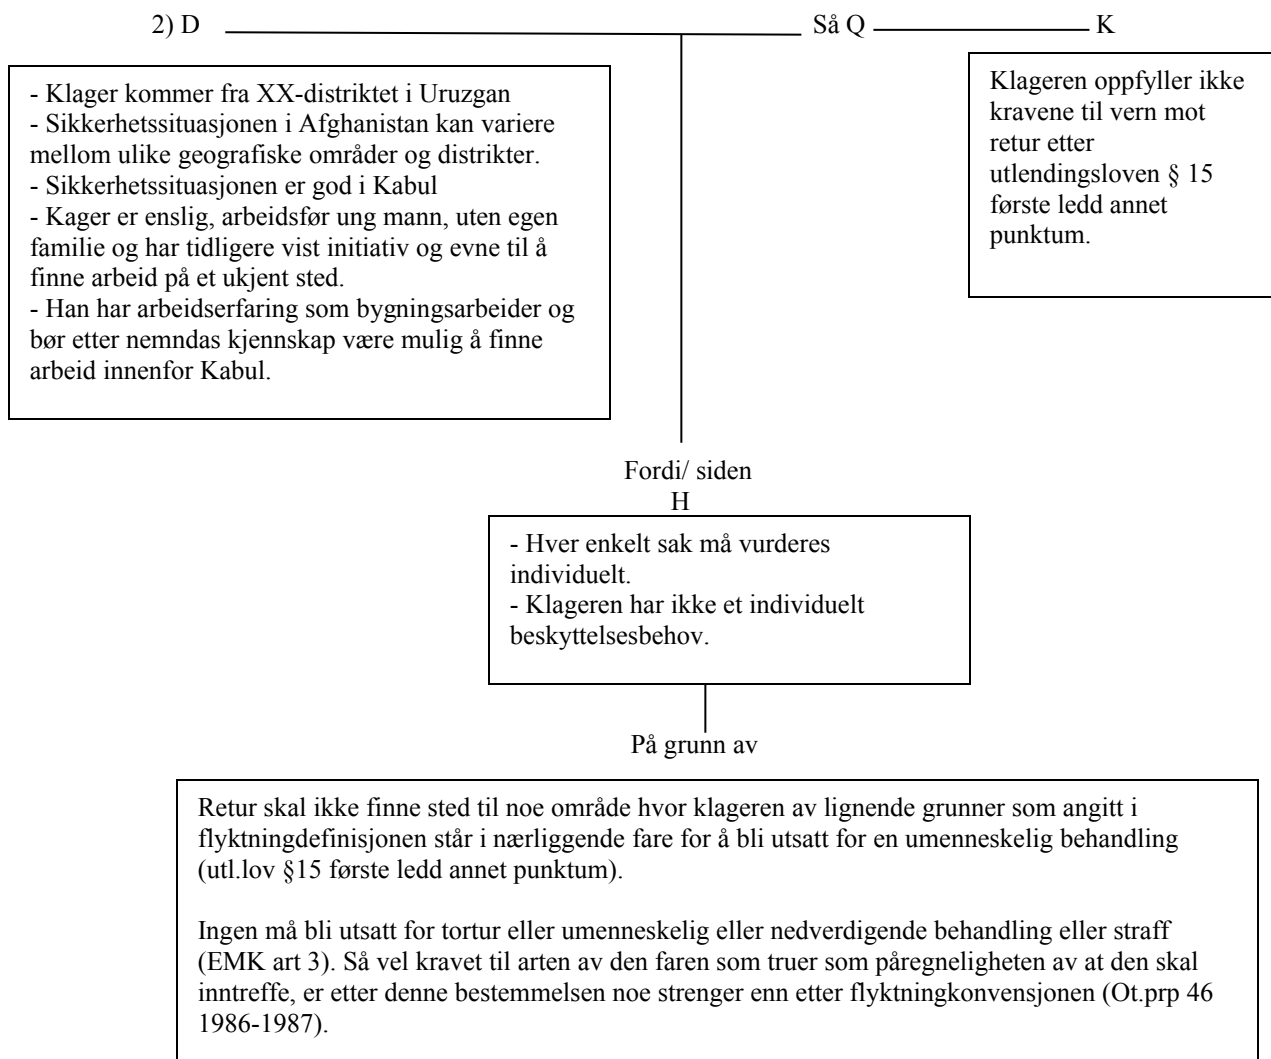 2) D Så Q K
- Klager kommer fra XX-distriktet i Uruzgan
- Sikkerhetssituasjonen i Afghanistan kan variere
mellom ulike geografiske områder og distrikter.
- Sikkerhetssituasjonen er god i Kabul
- Kager er enslig, arbeidsfør ung mann, uten egen
familie og har tidligere vist initiativ og evne til å
finne arbeid på et ukjent sted.
- Han har arbeidserfaring som bygningsarbeider og
bør etter nemndas kjennskap være mulig å finne
arbeid innenfor Kabul.
Klageren oppfyller ikke
kravene til vern mot
retur etter
utlendingsloven § 15
første ledd annet
punktum.
Fordi/ siden
H
- Hver enkelt sak må vurderes
individuelt.
- Klageren har ikke et individuelt
beskyttelsesbehov.
På grunn av
Retur skal ikke finne sted til noe område hvor klageren av lignende grunner som angitt i
flyktningdefinisjonen står i nærliggende fare for å bli utsatt for en umenneskelig behandling
(utl.lov §15 første ledd annet punktum).
Ingen må bli utsatt for tortur eller umenneskelig eller nedverdigende behandling eller straff
(EMK art 3). Så vel kravet til arten av den faren som truer som påregneligheten av at den skal
inntreffe, er etter denne bestemmelsen noe strenger enn etter flyktningkonvensjonen (Ot.prp 46
1986-1987).